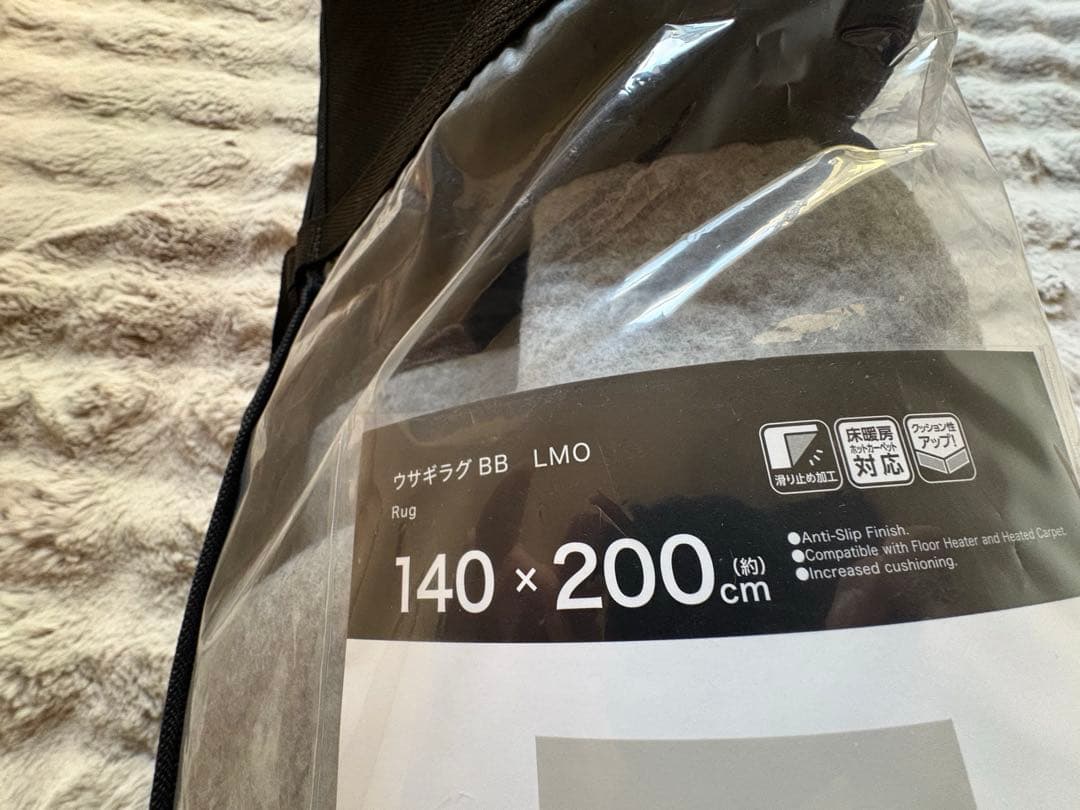 ウサギラグ BB LMO
Rug
140 × 200 (約) cm
滑り止め加工
床暖房
ホットカーペット
対応
クッション性
アップ!
●Anti-Slip Finish.
●Compatible with Floor Heater and Heated Carpet.
●Increased cushioning.